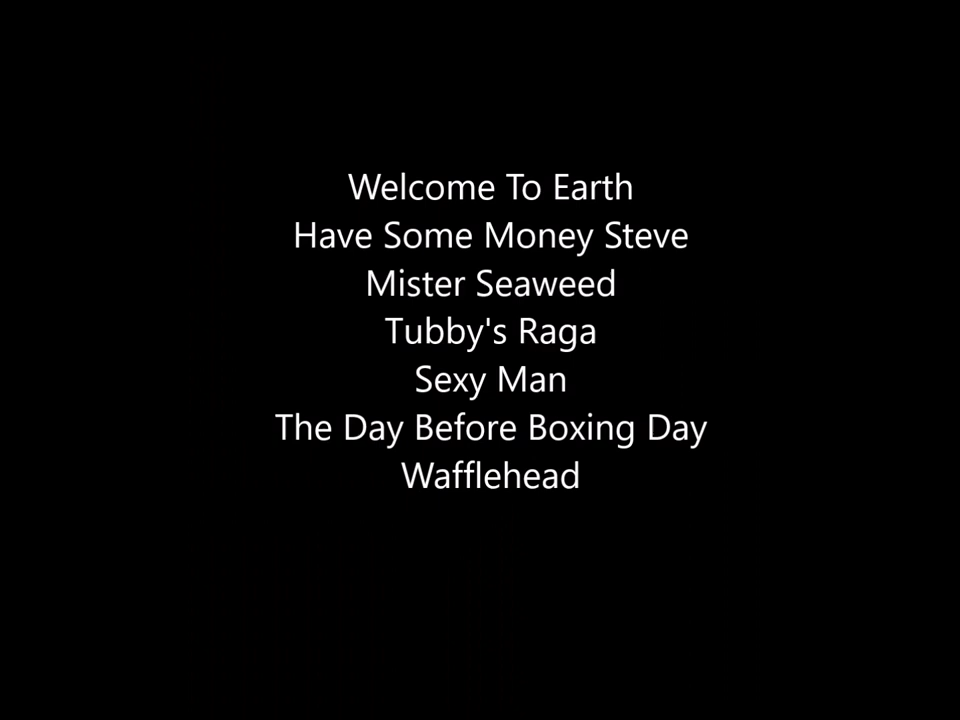 Welcome To Earth
Have Some Money Steve
Mister Seaweed
Tubby's Raga
Sexy Man
The Day Before Boxing Day
Wafflehead